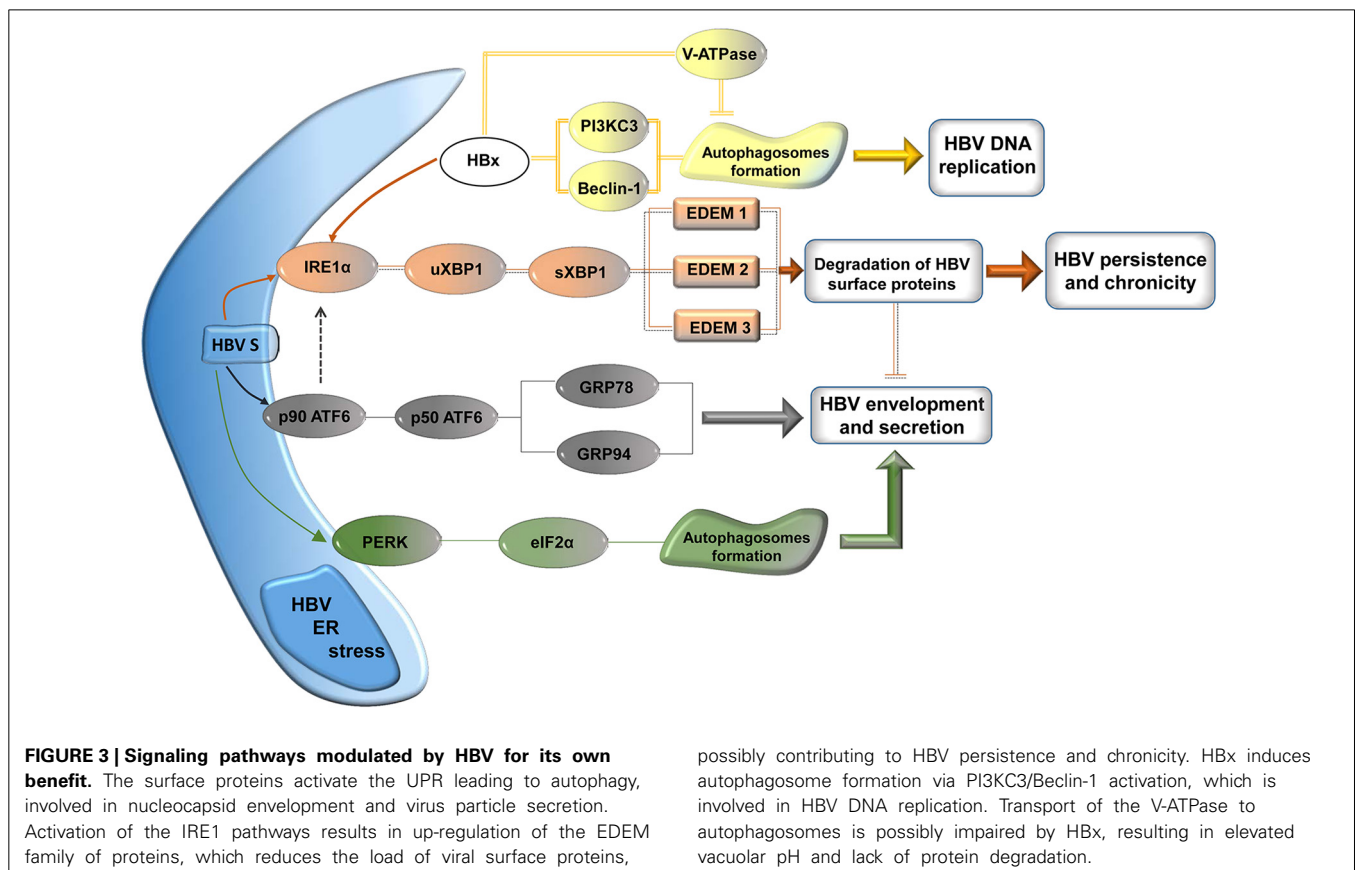 V-ATPase
PI3KC3
HBx
Beclin-1
Autophagosomes
formation
HBV DNA
replication
IRE1α
uXBP1
sXBP1
EDEM 1
EDEM 2
EDEM 3
Degradation of HBV
surface proteins
HBV persistence
and chronicity
HBV S
p90 ATF6
p50 ATF6
GRP78
GRP94
HBV envelopment
and secretion
PERK
eIF2α
Autophagosomes
formation
HBV
ER
stress
FIGURE 3 | Signaling pathways modulated by HBV for its own
benefit. The surface proteins activate the UPR leading to autophagy,
involved in nucleocapsid envelopment and virus particle secretion.
Activation of the IRE1 pathways results in up-regulation of the EDEM
family of proteins, which reduces the load of viral surface proteins,
possibly contributing to HBV persistence and chronicity. HBx induces
autophagosome formation via PI3KC3/Beclin-1 activation, which is
involved in HBV DNA replication. Transport of the V-ATPase to
autophagosomes is possibly impaired by HBx, resulting in elevated
vacuolar pH and lack of protein degradation.